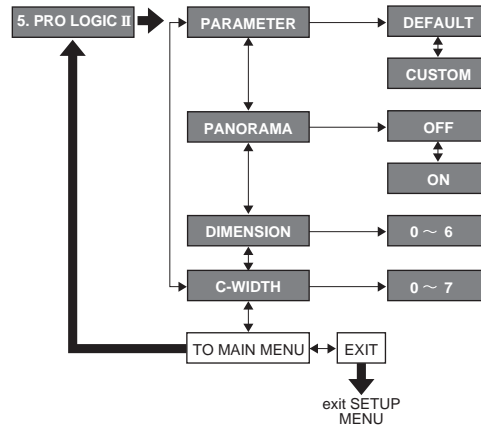 5. PRO LOGIC II
PARAMETER
DEFAULT
CUSTOM
PANORAMA
OFF
ON
DIMENSION
0 ～ 6
C-WIDTH
0 ～ 7
TO MAIN MENU
EXIT
exit SETUP
MENU